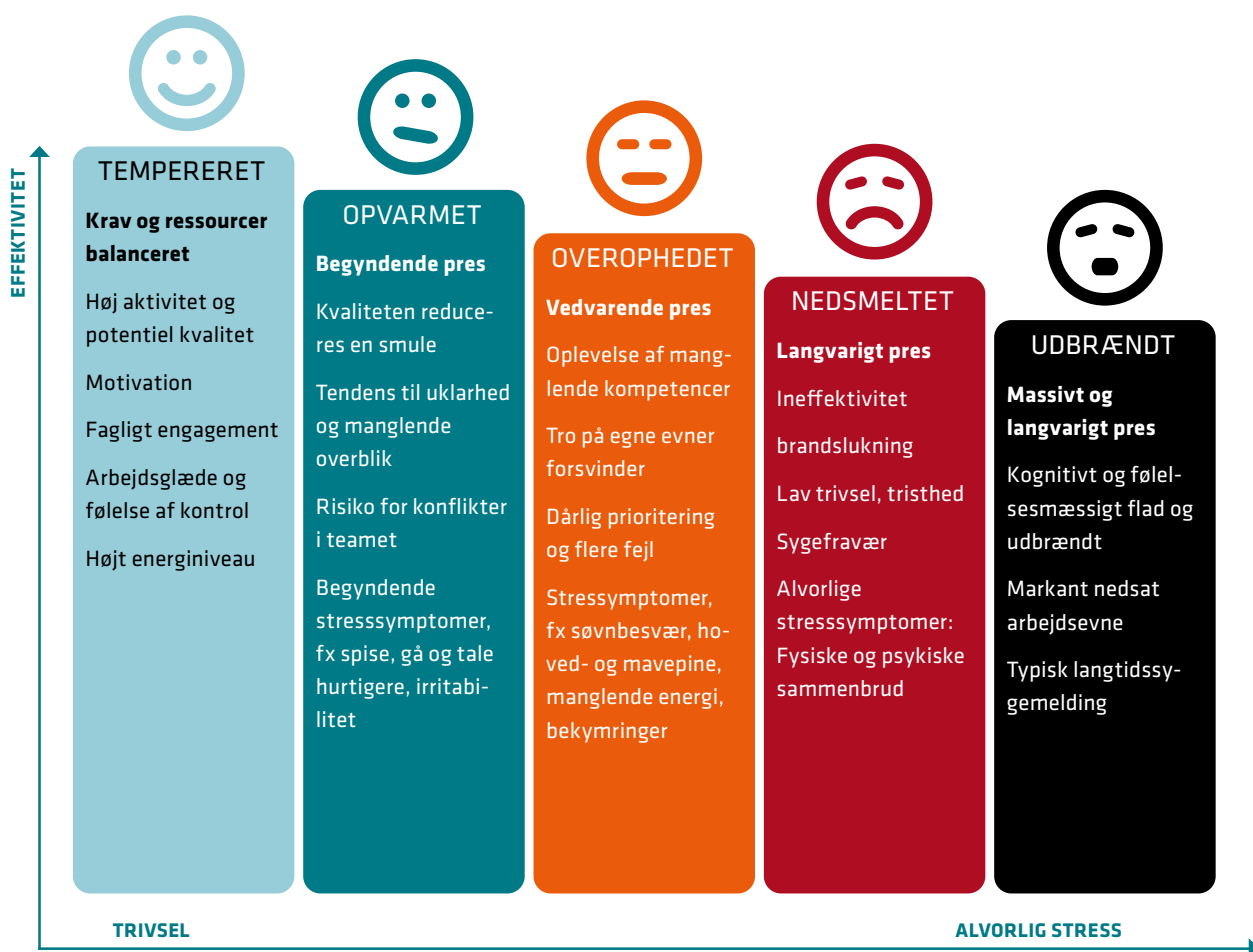 EFFEKTIVITET
TEMPERERET
Krav og ressourcer
balanceret
Høj aktivitet og
potentiel kvalitet
Motivation
Fagligt engagement
Arbejdsglæde og
følelse af kontrol
Højt energiniveau
OPVARMET
Begyndende pres
Kvaliteten reduce-
res en smule
Tendens til uklarhed
og manglende
overblik
Risiko for konflikter
i teamet
Begyndende
stresssymptomer,
fx spise, gå og tale
hurtigere, irritabi-
litet
OVEROPHEDET
Vedvarende pres
Oplevelse af mang-
lende kompetencer
Tro på egne evner
forsvinder
Dårlig prioritering
og flere fejl
Stressymptomer,
fx søvnbesvær, ho-
ved- og mavepine,
manglende energi,
bekymringer
NEDSMELTET
Langvarigt pres
Ineffektivitet
brandslukning
Lav trivsel, tristhed
Sygefravær
Alvorlige
stresssymptomer:
Fysiske og psykiske
sammenbrud
UDBRÆNDT
Massivt og
langvarigt pres
Kognitivt og følel-
sesmæssigt flad og
udbrændt
Markant nedsat
arbejdsevne
Typisk langtidssy-
gemelding
TRIVSEL
ALVORLIG STRESS